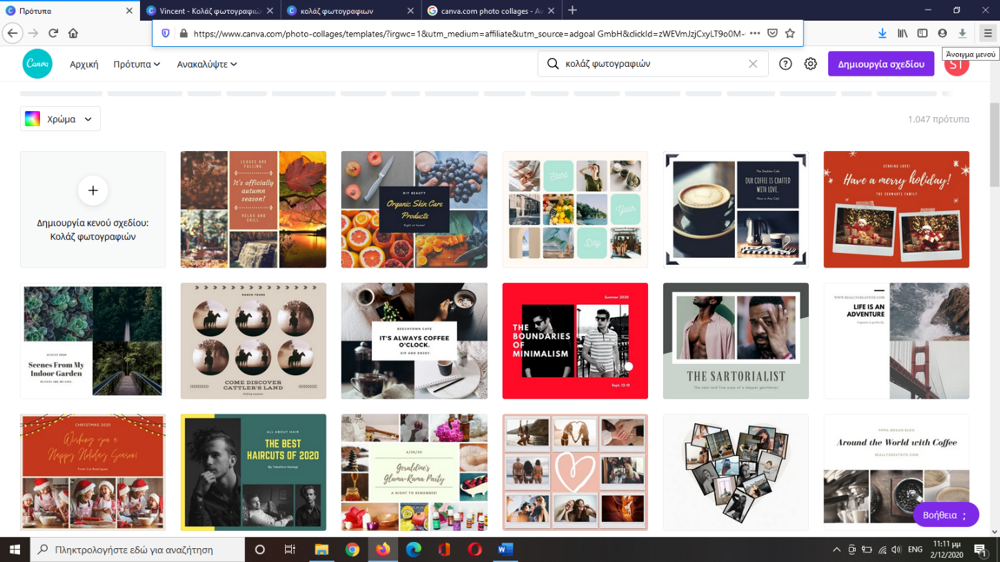 Πρότυπα
Vincent - Κολάζ φωτογραφιών
κολάζ φωτογραφιων
canva.com photo collages - Αν
https://www.canva.com/photo-collages/templates/?irgwc=1&utm_medium=affiliate&utm_source=adgoal GmbH&clickId=zWEVmJzjCxyLT9o0M-
Άνοιγμα μενού
Canva
Αρχική
Πρότυπα
Ανακαλύψτε
κολάζ φωτογραφιών
Δημιουργία σχεδίου
ST
Χρώμα
1.047 πρότυπα
Δημιουργία κενού σχεδίου:
Κολάζ φωτογραφιών
LEAVES ARE
FALLING
It's officially
autumn
season!
RELAX AND
CHILL
DIY BEAUTY
Organic Skin Care
Products
Right at home!
Start
Your
Day
OUR COFFEE IS CRAFTED
WITH LOVE.
Now in Any City!
SENDING LOVE!
Have a merry holiday!
THE SCHWARTZ FAMILY
AUGUST 2020
Scenes From My
Indoor Garden
PLANTS ARE MY LIFE.
RANCH TOURS
COME DISCOVER
CATTLER'S LAND
Riding Lessons
BEECHTOWN CAFE
IT'S ALWAYS COFFEE
O'CLOCK.
SIP AND ENJOY.
Summer 2020
THE
BOUNDARIES
OF
MINIMALISM
Sept. 12-15
THE SARTORIALIST
The neat and fine ways of a dapper gentleman.
WWW.REALLYGREATSITE.COM
LIFE IS AN
ADVENTURE
Capture it perfectly
CHRISTMAS 2020
Wishing you a
Happy Holiday Season!
From Cia Rodriguez
ALL ABOUT HAIR
THE BEST
HAIRCUTS OF 2020
By Takehiro Kanegi
4/26/20
Geraldine's
Glama-Rama Party
A NIGHT TO REMEMBER!
PIPPA MEGAN BLOG
Around the World with Coffee
REALLYGREATSITE.COM
Βοήθεια ;
Πληκτρολογήστε εδώ για αναζήτηση
ENG
11:11 μμ
2/12/2020
1